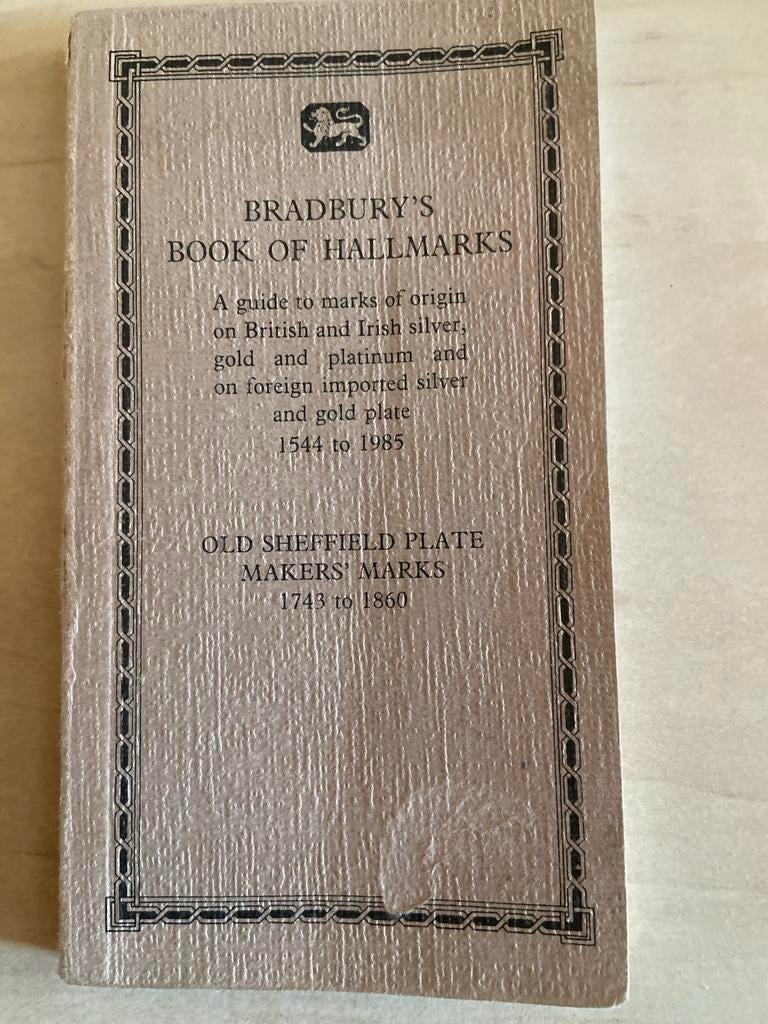 BRADBURY'S
BOOK OF HALLMARKS
A guide to marks of origin
on British and Irish silver,
gold and platinum and
on foreign imported silver
and gold plate
1544 to 1985
OLD SHEFFIELD PLATE
MAKERS' MARKS
1743 to 1860